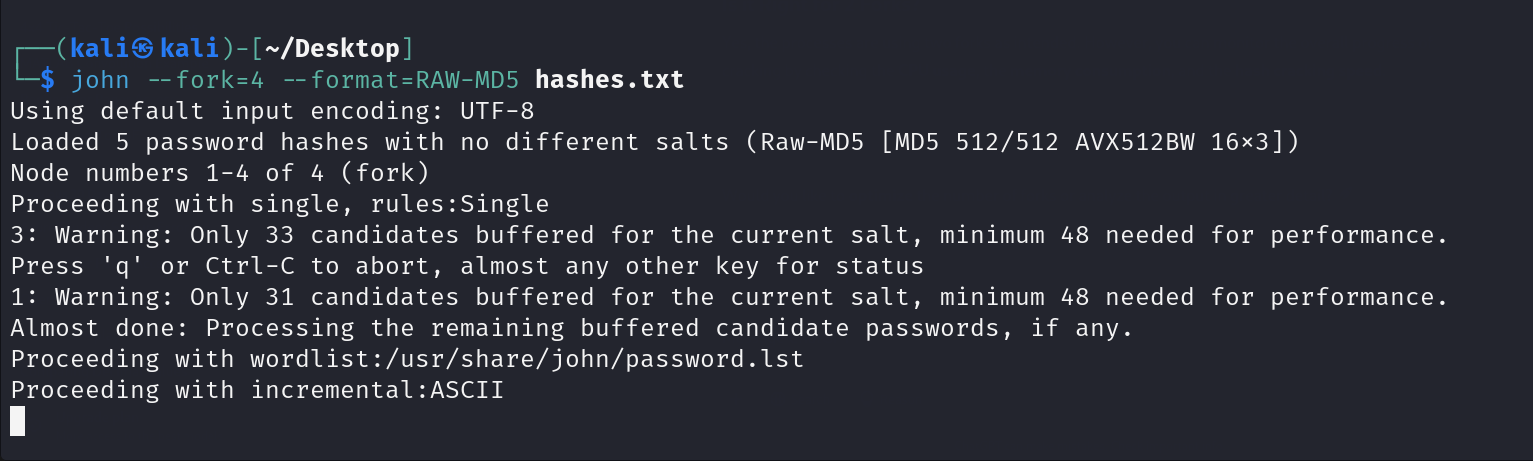 ┌──(kali㉿kali)-[~/Desktop]
└─$ john --fork=4 --format=RAW-MD5 hashes.txt
Using default input encoding: UTF-8
Loaded 5 password hashes with no different salts (Raw-MD5 [MD5 512/512 AVX512BW 16×3])
Node numbers 1-4 of 4 (fork)
Proceeding with single, rules:Single
3: Warning: Only 33 candidates buffered for the current salt, minimum 48 needed for performance.
Press 'q' or Ctrl-C to abort, almost any other key for status
1: Warning: Only 31 candidates buffered for the current salt, minimum 48 needed for performance.
Almost done: Processing the remaining buffered candidate passwords, if any.
Proceeding with wordlist:/usr/share/john/password.lst
Proceeding with incremental:ASCII